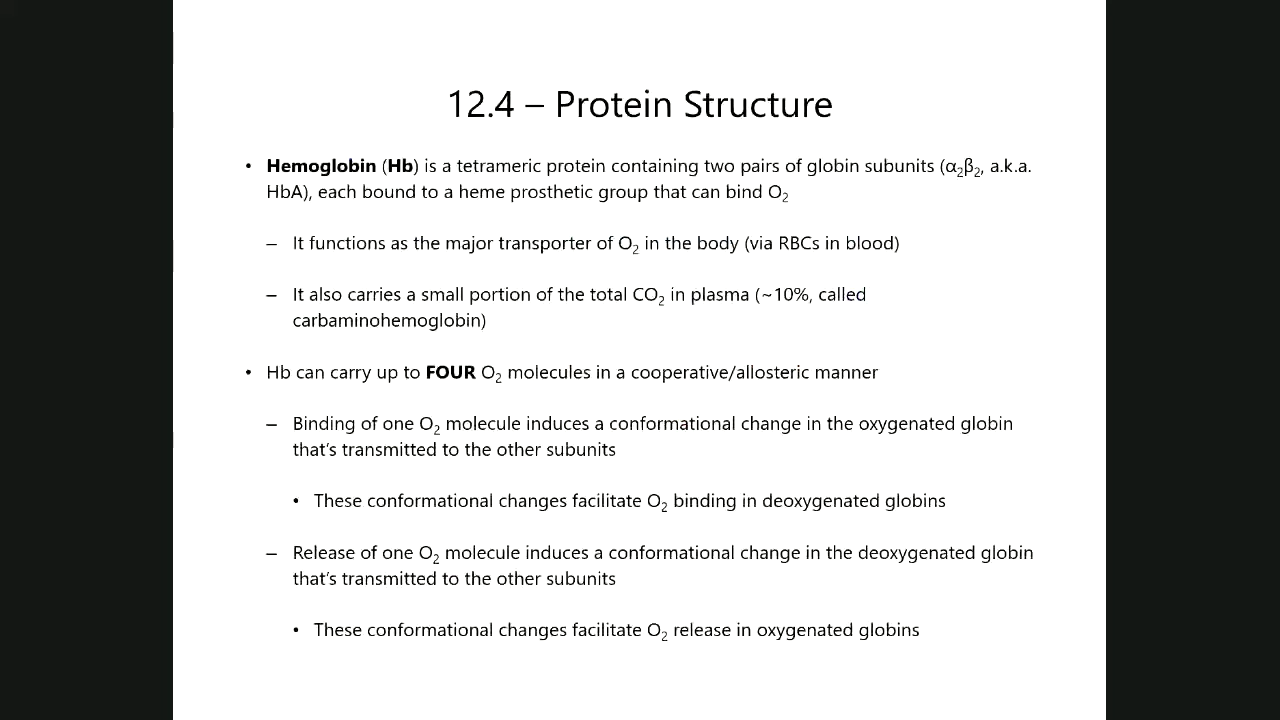 12.4 – Protein Structure
• Hemoglobin (Hb) is a tetrameric protein containing two pairs of globin subunits (α₂β₂, a.k.a.
HbA), each bound to a heme prosthetic group that can bind O₂
– It functions as the major transporter of O₂ in the body (via RBCs in blood)
– It also carries a small portion of the total CO₂ in plasma (~10%, called
carbaminohemoglobin)
• Hb can carry up to FOUR O₂ molecules in a cooperative/allosteric manner
– Binding of one O₂ molecule induces a conformational change in the oxygenated globin
that's transmitted to the other subunits
• These conformational changes facilitate O₂ binding in deoxygenated globins
– Release of one O₂ molecule induces a conformational change in the deoxygenated globin
that's transmitted to the other subunits
• These conformational changes facilitate O₂ release in oxygenated globins